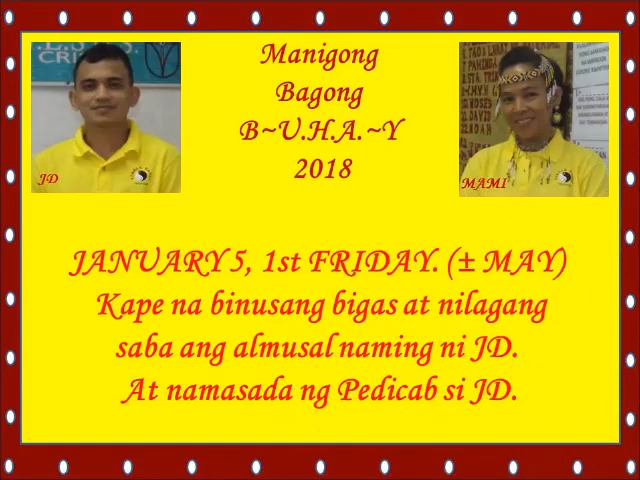 Manigong
Bagong
B~U.H.A.~Y
2018
JD
MAMI
JANUARY 5, 1st FRIDAY. (± MAY)
Kape na binusang bigas at nilagang
saba ang almusal naming ni JD.
At namasada ng Pedicab si JD.